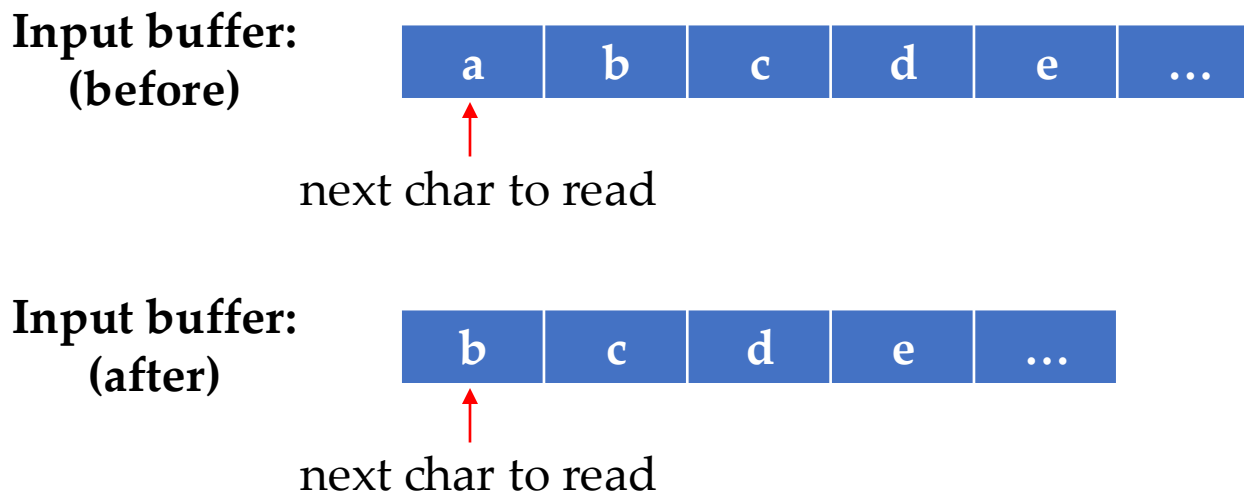 Input buffer:
(before)
a b c d e …
next char to read
Input buffer:
(after)
b c d e …
next char to read